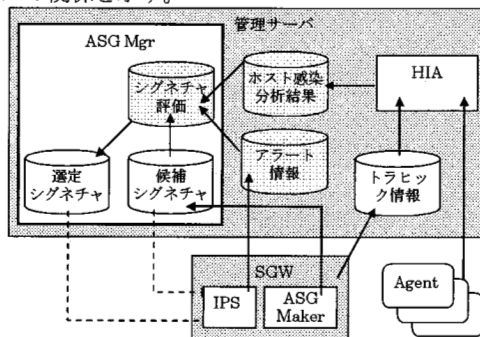 の関係を示す。
管理サーバ
ASG Mgr
シグネチャ
評価
ホスト感染
分析結果
HIA
選定
シグネチャ
候補
シグネチャ
アラート
情報
トラヒッ
ク情報
SGW
IPS
ASG
Maker
Agent